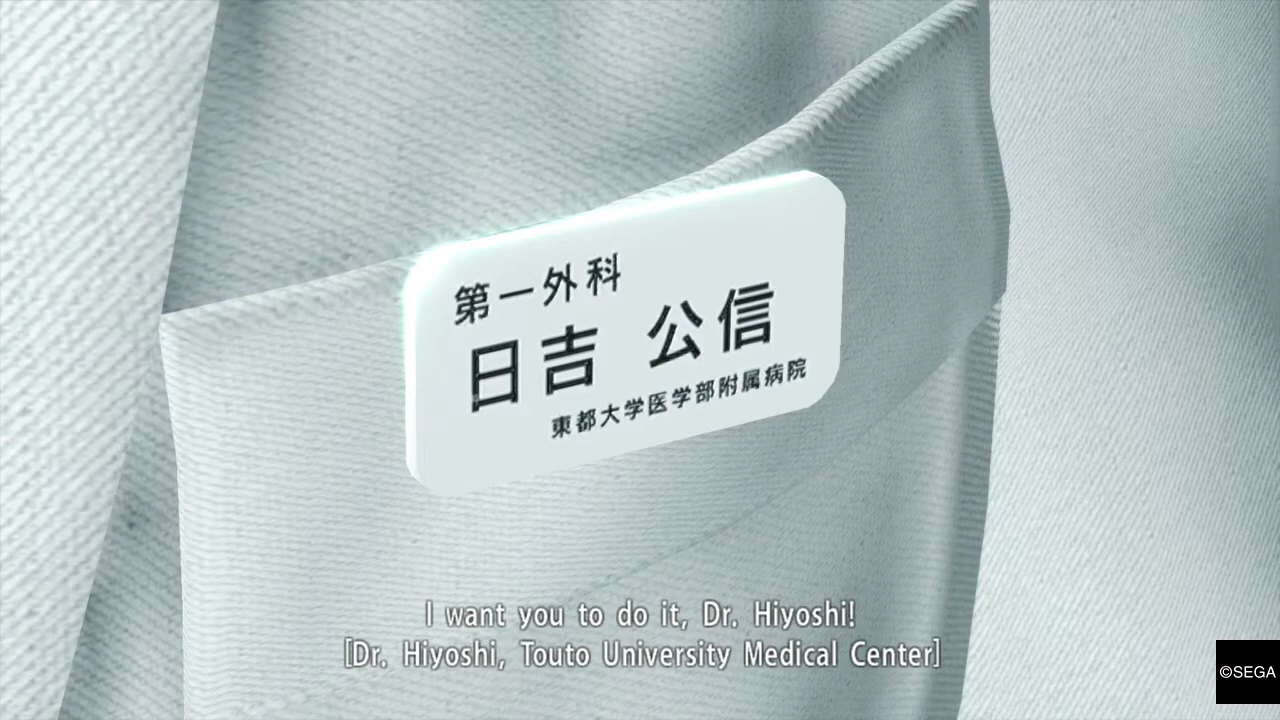 第一外科
日吉 公信
東都大学医学部附属病院
I want you to do it, Dr. Hiyoshi!
[Dr. Hiyoshi, Touto University Medical Center]
©SEGA